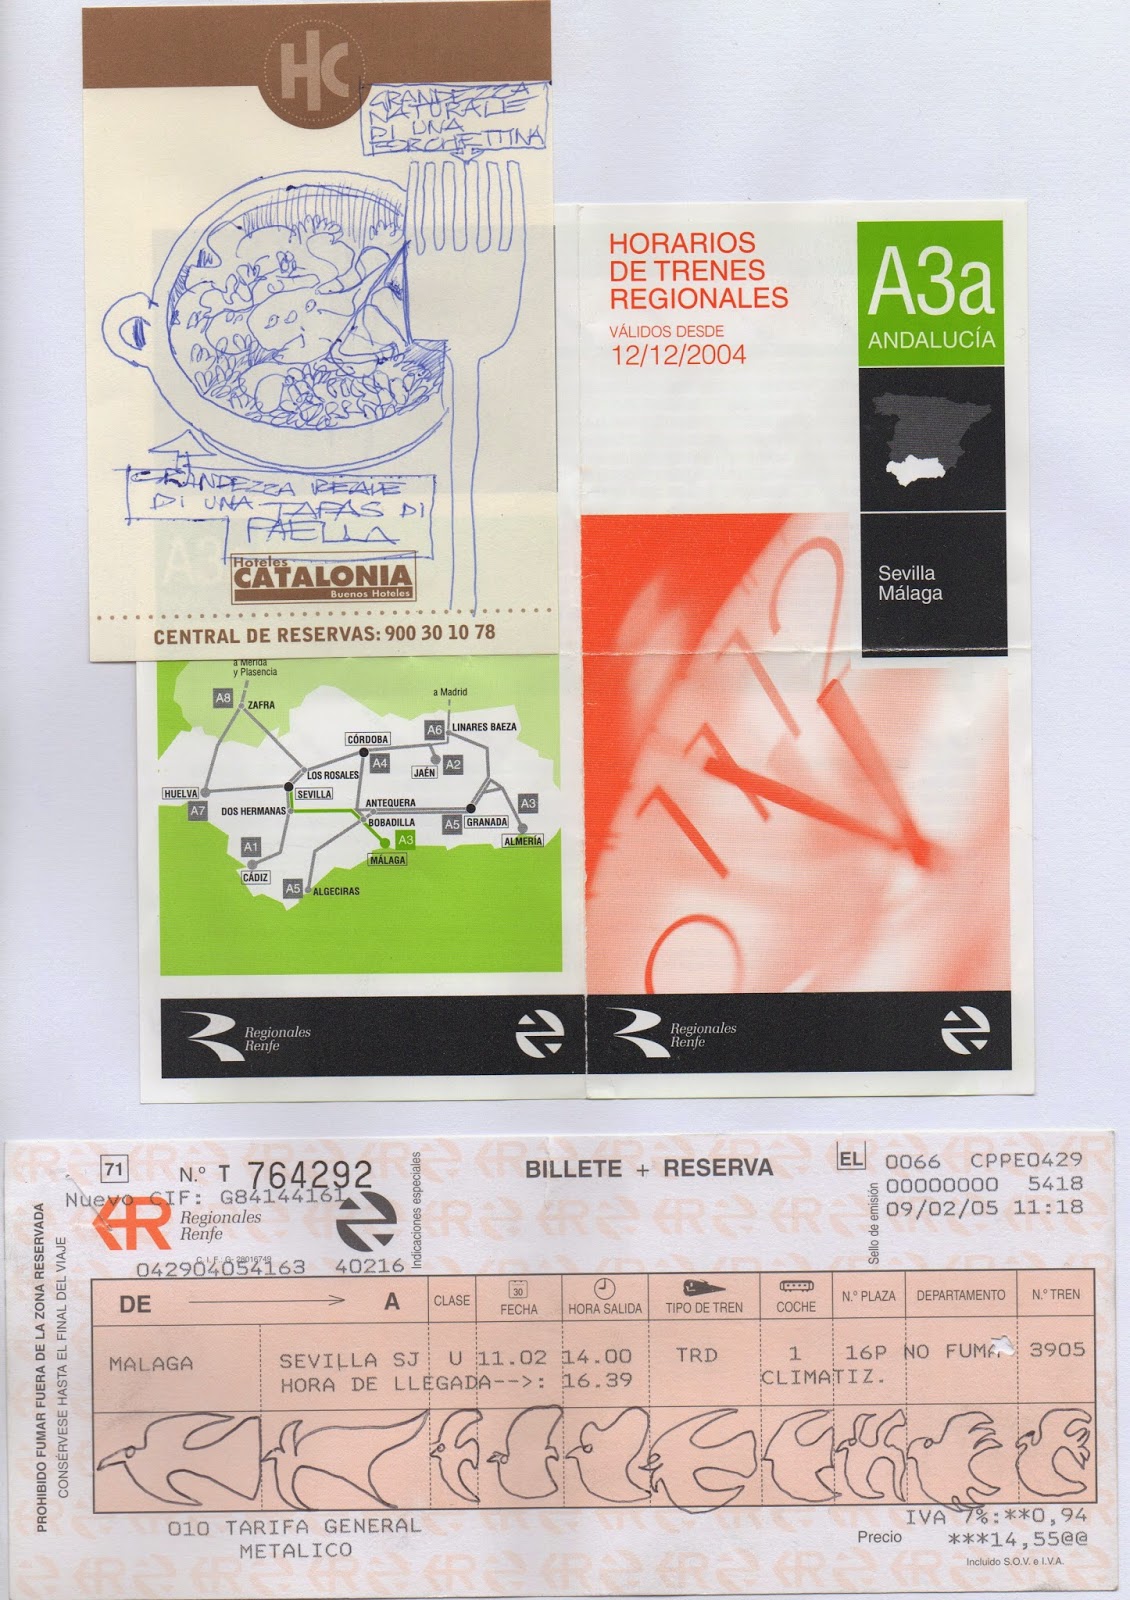 HC
GRANDEZZA
NATURALE
DI UNA
FORCHETTINA
GRANDEZZA REALE
DI UNA TAPAS DI
PAELLA
Hoteles
CATALONIA
Buenos Hoteles
CENTRAL DE RESERVAS: 900 30 10 78
HORARIOS
DE TRENES
REGIONALES
VÁLIDOS DESDE
12/12/2004
A3a
ANDALUCÍA
Sevilla
Málaga
12
11
a Mérida
y Plasencia
A8
ZAFRA
a Madrid
A6
LINARES BAEZA
CÓRDOBA
A4
JAÉN
A2
LOS ROSALES
HUELVA
SEVILLA
A7
DOS HERMANAS
ANTEQUERA
A3
BOBADILLA
A5
GRANADA
A1
A3
ALMERÍA
MÁLAGA
CÁDIZ
A5
ALGECIRAS
Regionales
Renfe
Regionales
Renfe
PROHIBIDO FUMAR FUERA DE LA ZONA RESERVADA
CONSÉRVESE HASTA EL FINAL DEL VIAJE
71
N.º T 764292
Nuevo CIF: G84144161
Regionales
Renfe
C.I.F. G-28016749
042904054163 40216
Indicaciones especiales
BILLETE + RESERVA
EL
Sello de emisión
0066 CPPE0429
00000000 5418
09/02/05 11:18
DE A CLASE FECHA HORA SALIDA TIPO DE TREN COCHE N.º PLAZA DEPARTAMENTO N.º TREN
30
MALAGA SEVILLA SJ U 11.02 14.00 TRD 1 16P NO FUMA 3905
HORA DE LLEGADA-->: 16.39 CLIMATIZ.
010 TARIFA GENERAL
METALICO
IVA 7%:**0,94
Precio ***14,55@@
Incluido S.O.V. e I.V.A.